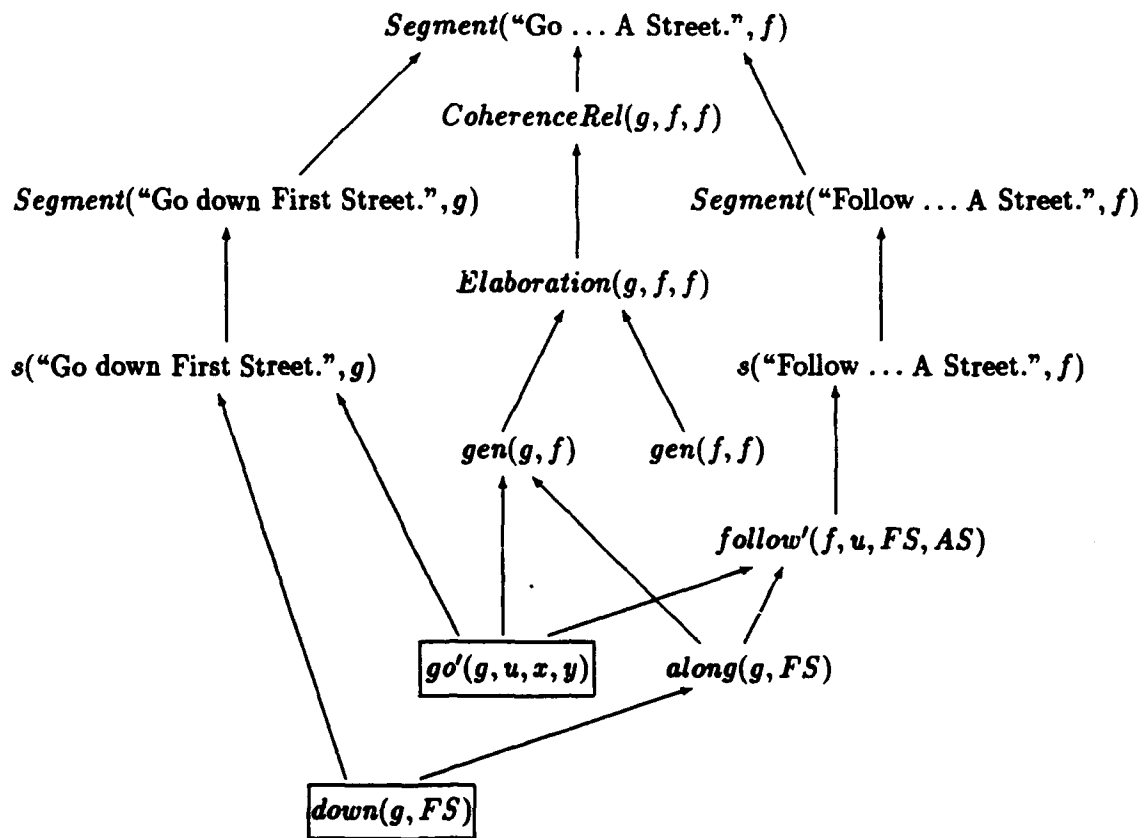 Segment(“Go ... A Street.”, f)
CoherenceRel(g, f, f)
Segment(“Go down First Street.”, g)
Segment(“Follow ... A Street.”, f)
Elaboration(g, f, f)
s(“Go down First Street.”, g)
s(“Follow ... A Street.”, f)
gen(g, f)
gen(f, f)
follow′(f, u, FS, AS)
go′(g, u, x, y)
along(g, FS)
down(g, FS)